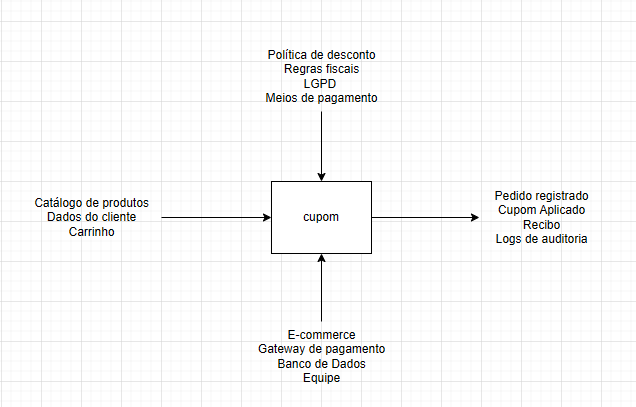 Política de desconto
Regras fiscais
LGPD
Meios de pagamento
Catálogo de produtos
Dados do cliente
Carrinho
cupom
Pedido registrado
Cupom Aplicado
Recibo
Logs de auditoria
E-commerce
Gateway de pagamento
Banco de Dados
Equipe